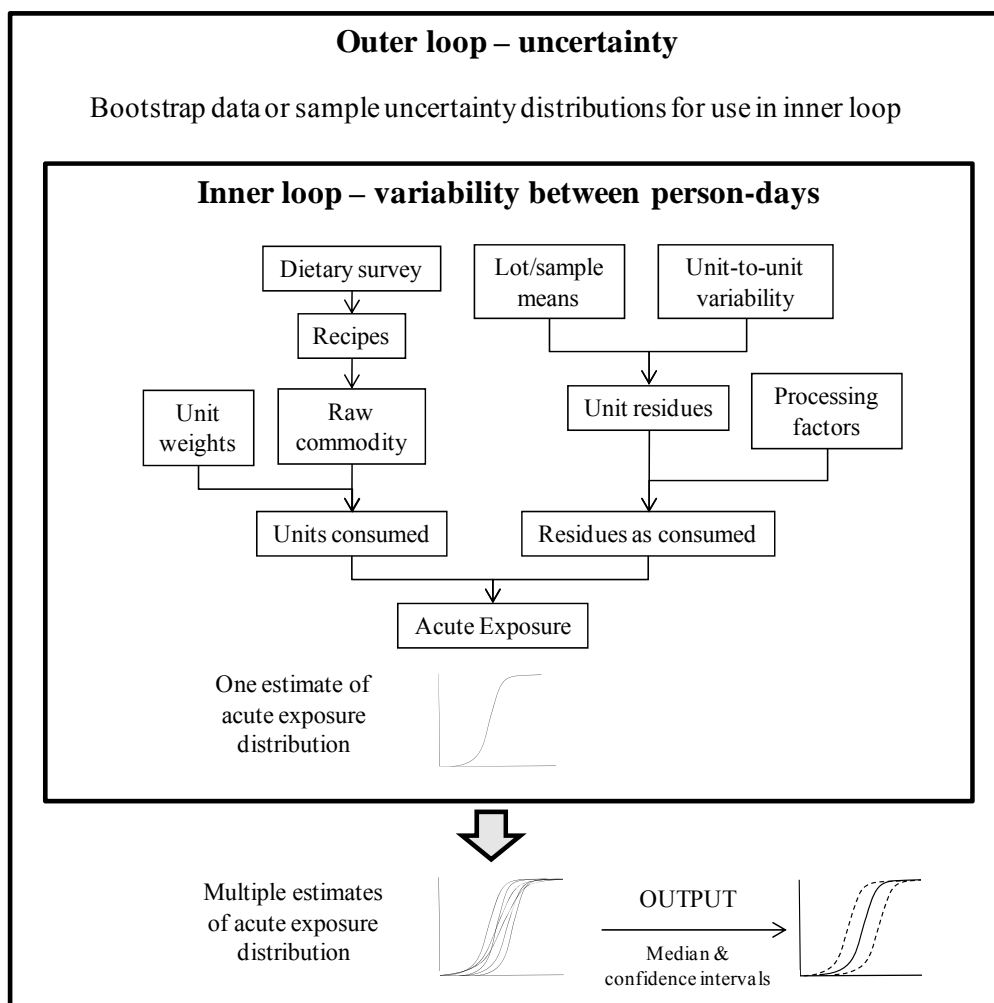 Outer loop – uncertainty
Bootstrap data or sample uncertainty distributions for use in inner loop
Inner loop – variability between person-days
Dietary survey
Recipes
Unit
weights
Raw
commodity
Units consumed
Lot/sample
means
Unit-to-unit
variability
Unit residues
Processing
factors
Residues as consumed
Acute Exposure
One estimate of
acute exposure
distribution
Multiple estimates
of acute exposure
distribution
OUTPUT
Median &
confidence intervals